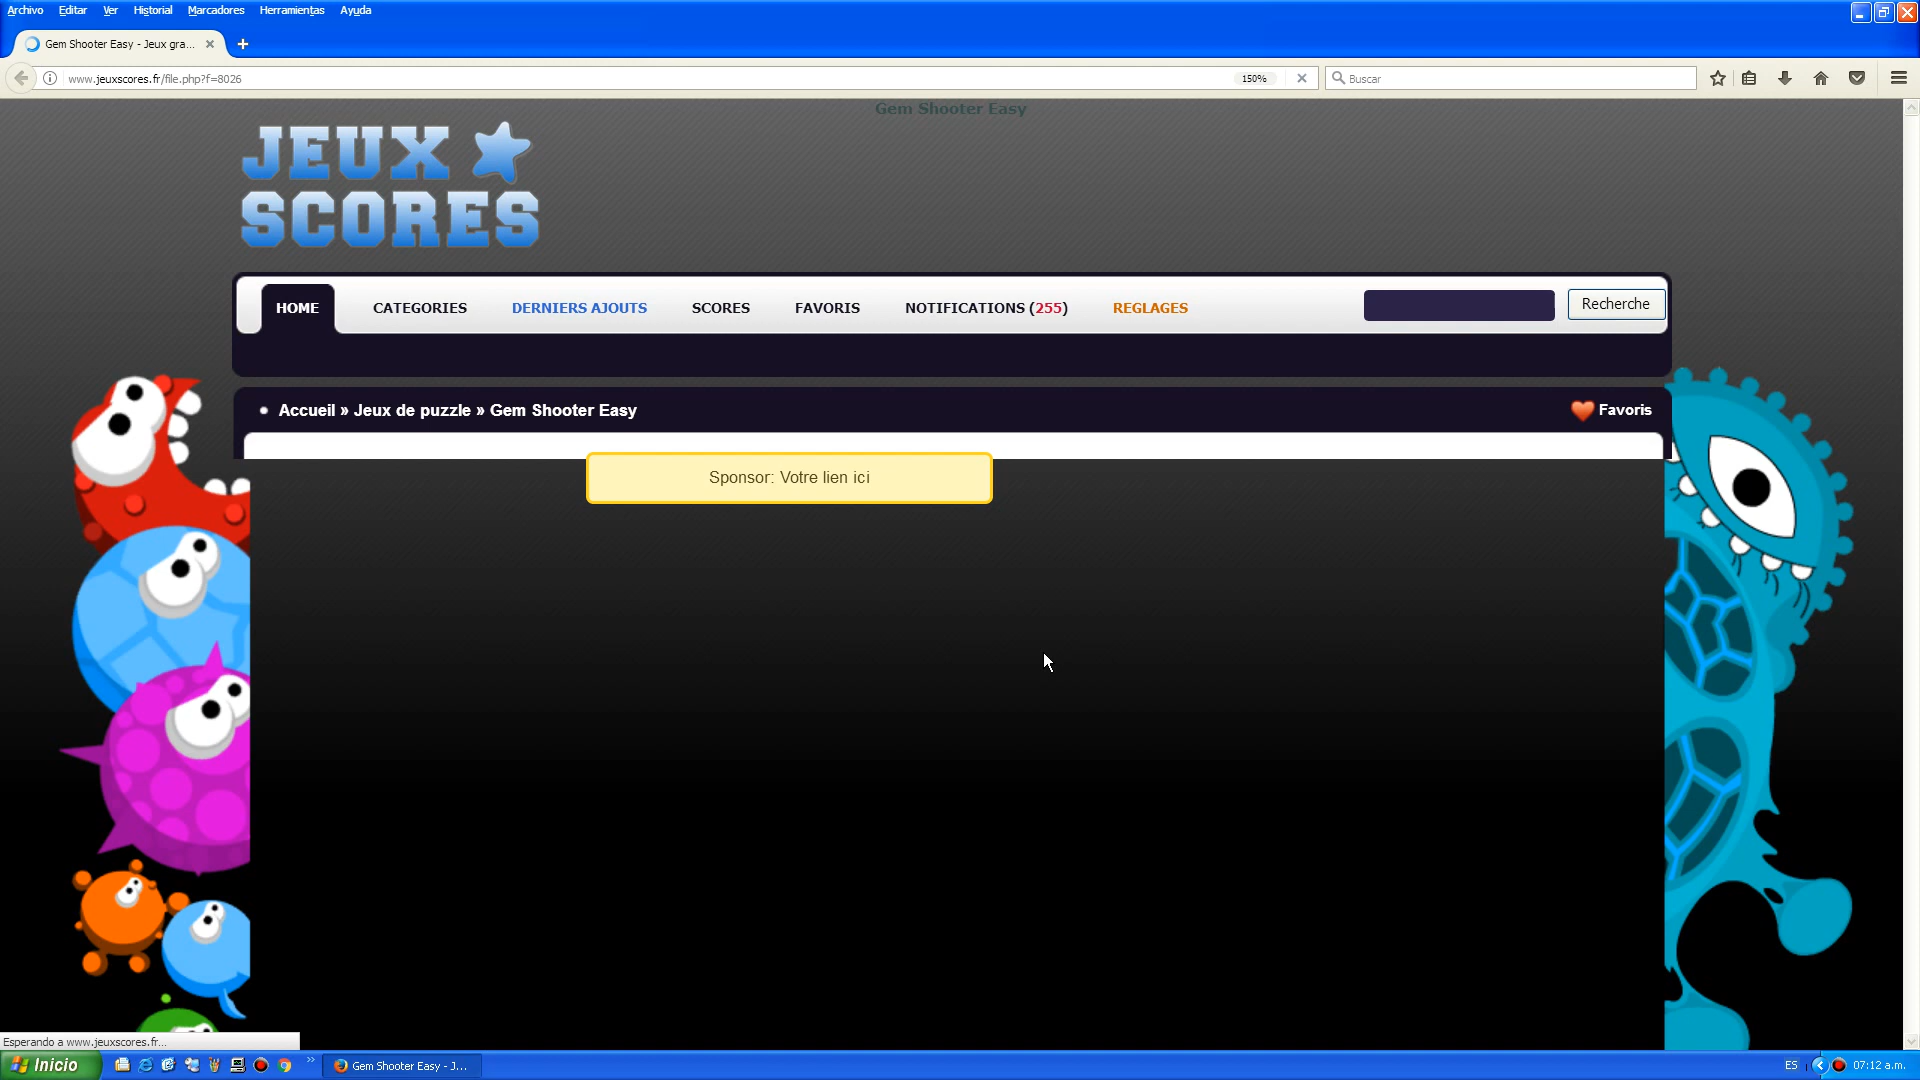 Archivo Editar Ver Historial Marcadores Herramientas Ayuda
Gem Shooter Easy - Jeux gra...
www.jeuxscores.fr/file.php?f=8026
150%
Buscar
Gem Shooter Easy
JEUX
SCORES
HOME
CATEGORIES
DERNIERS AJOUTS
SCORES
FAVORIS
NOTIFICATIONS (255)
REGLAGES
Recherche
Accueil » Jeux de puzzle » Gem Shooter Easy
Favoris
Sponsor: Votre lien ici
Esperando a www.jeuxscores.fr...
Inicio
Gem Shooter Easy - J...
ES
07:12 a.m.